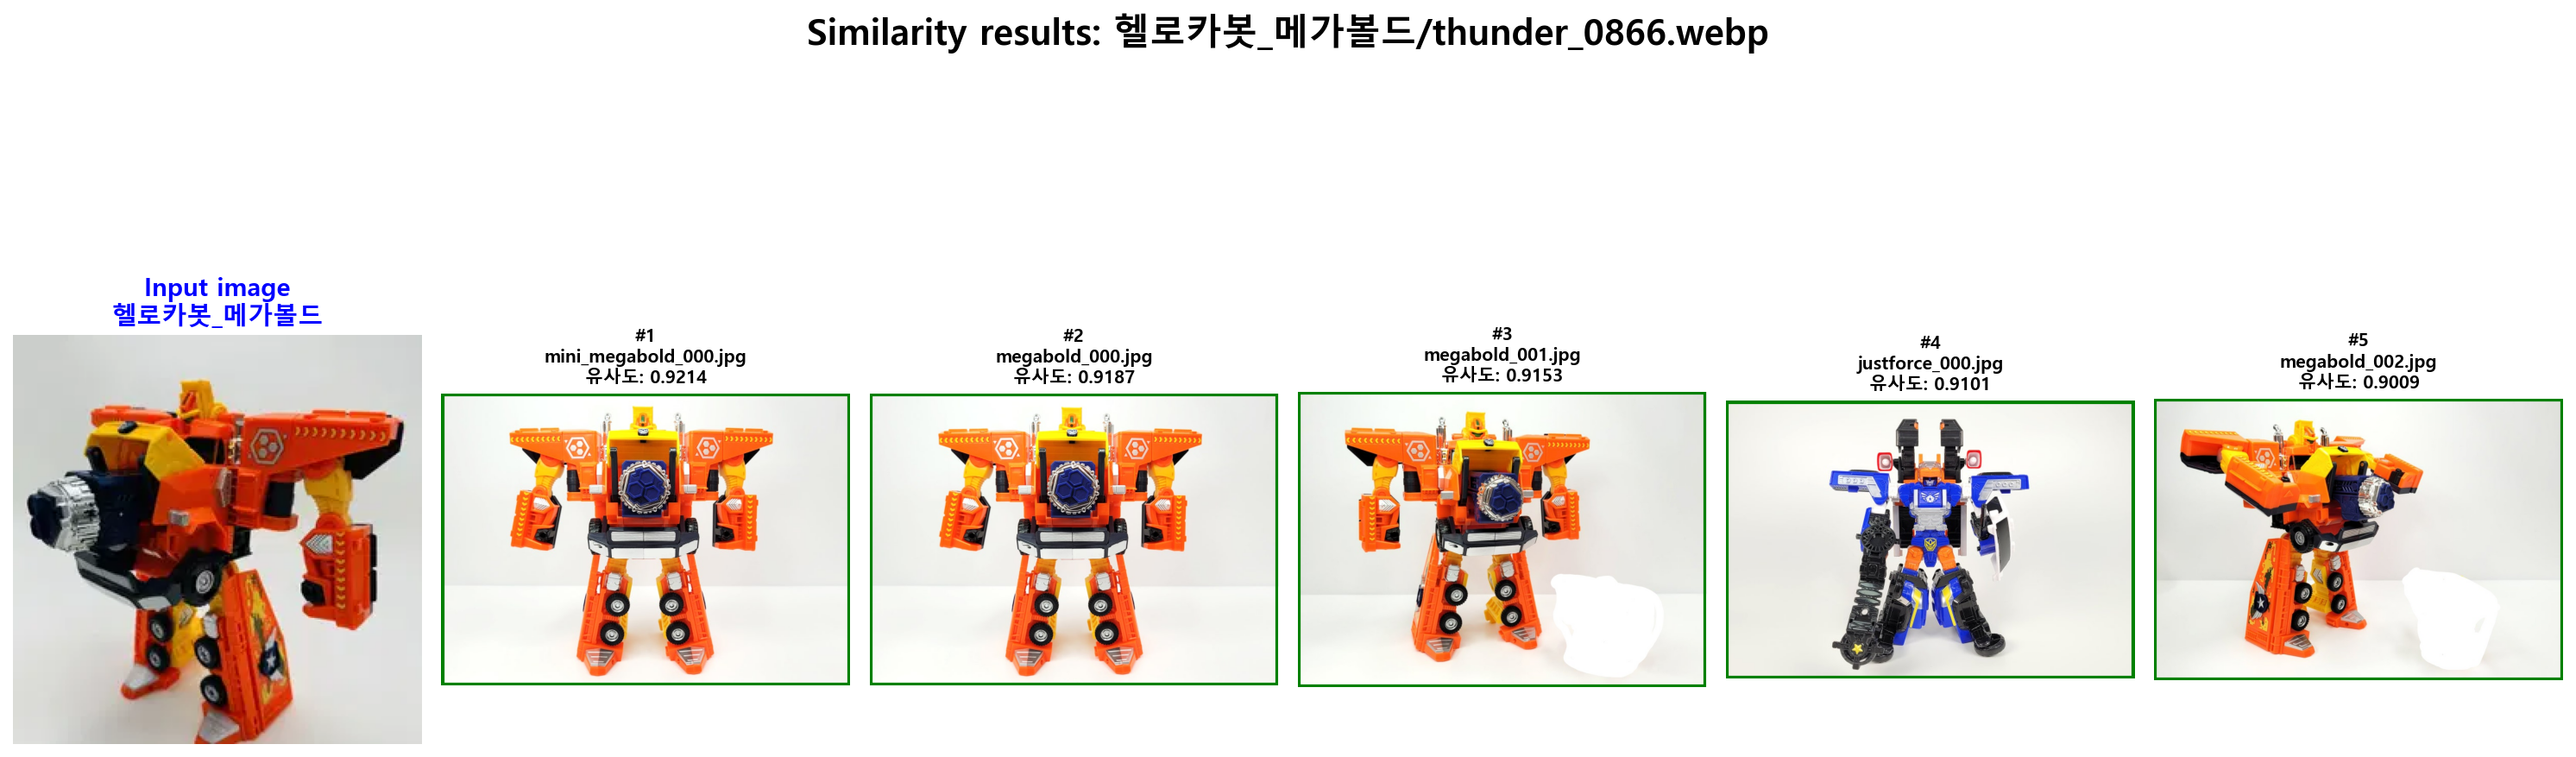 Similarity results: 헬로카봇_메가볼드/thunder_0866.webp
Input image
헬로카봇_메가볼드
#1
mini_megabold_000.jpg
유사도: 0.9214
#2
megabold_000.jpg
유사도: 0.9187
#3
megabold_001.jpg
유사도: 0.9153
#4
justforce_000.jpg
유사도: 0.9101
#5
megabold_002.jpg
유사도: 0.9009